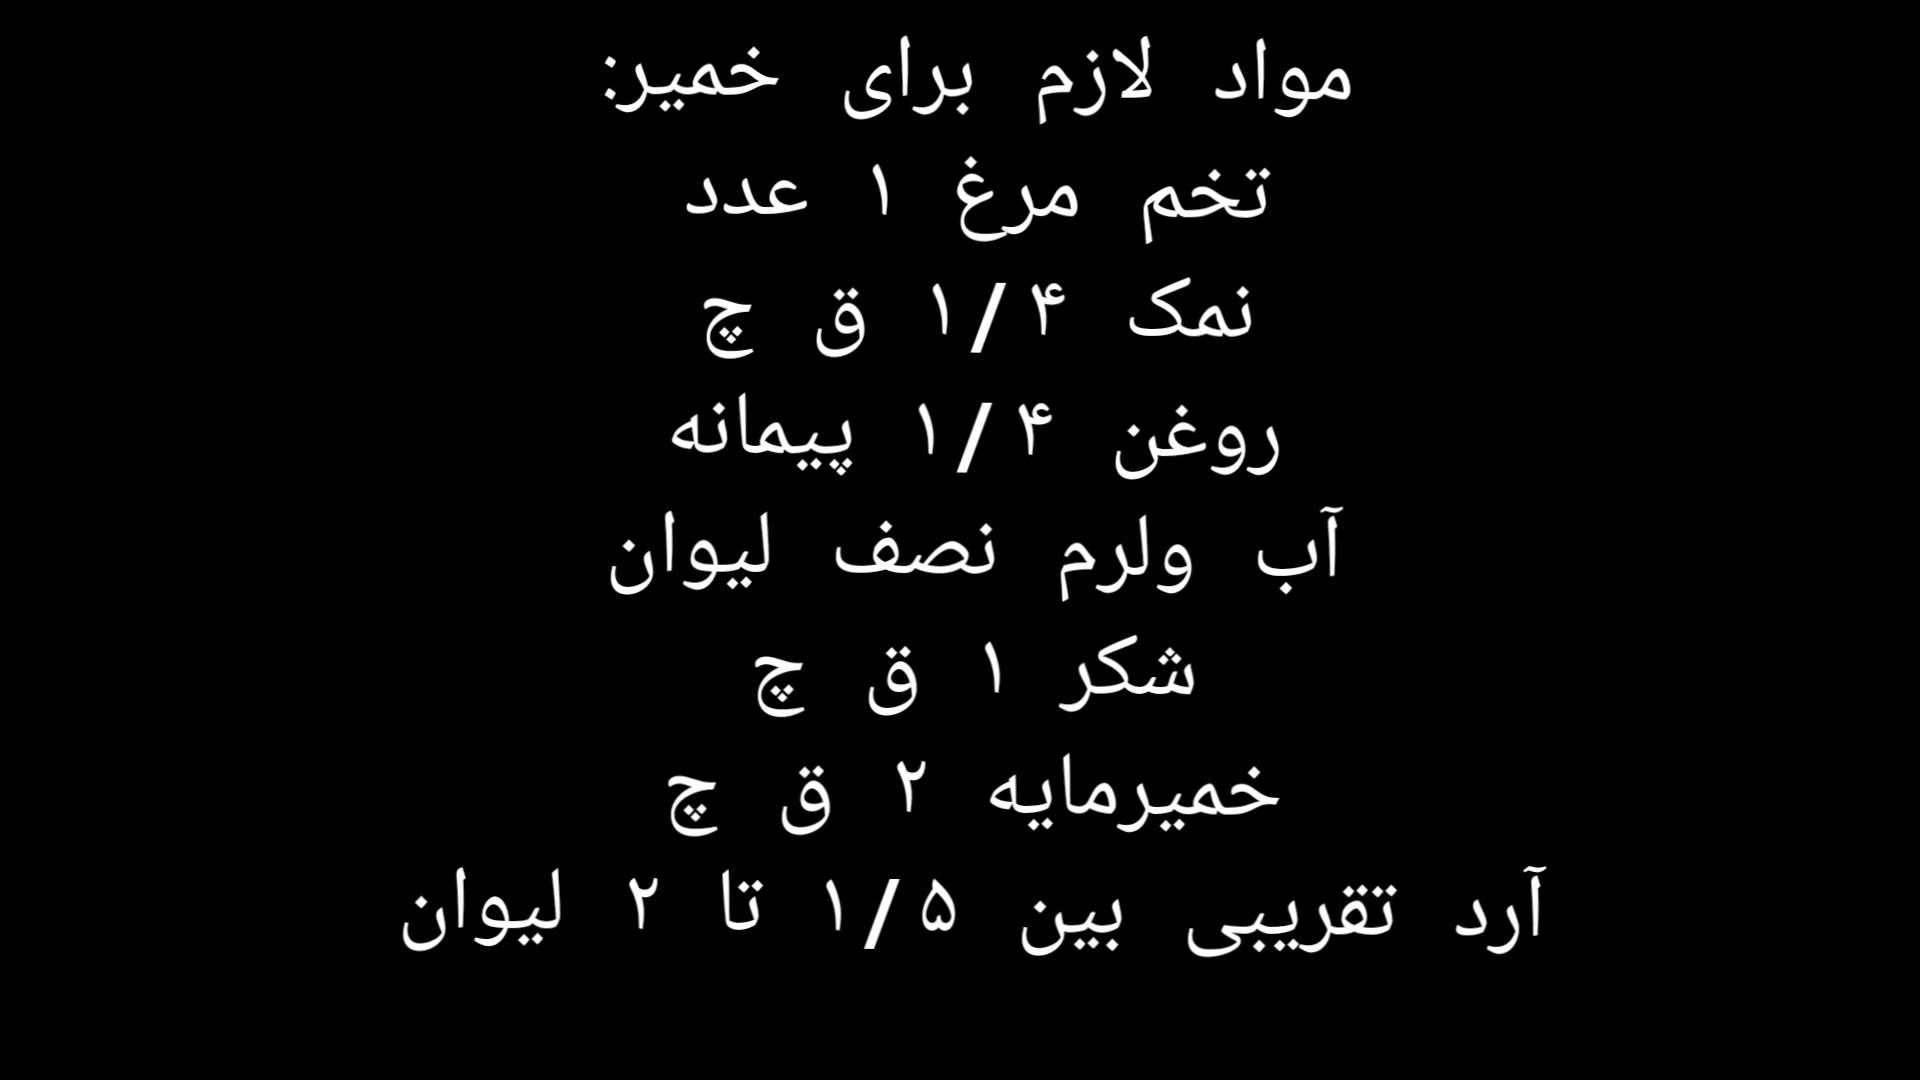 مواد لازم برای خمیر:
تخم مرغ ۱ عدد
نمک ۱/۴ ق چ
روغن ۱/۴ پیمانه
آب ولرم نصف لیوان
شکر ۱ ق چ
خمیرمایه ۲ ق چ
آرد تقریبی بین ۱/۵ تا ۲ لیوان